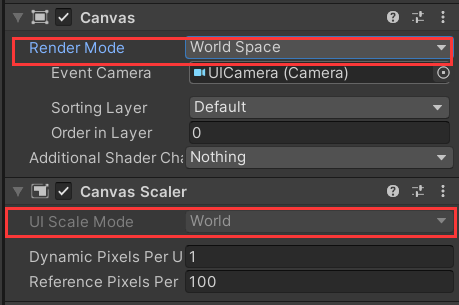 Canvas
Render Mode World Space
Event Camera UICamera (Camera)
Sorting Layer Default
Order in Layer 0
Additional Shader Cha Nothing
Canvas Scaler
UI Scale Mode World
Dynamic Pixels Per U 1
Reference Pixels Per 100